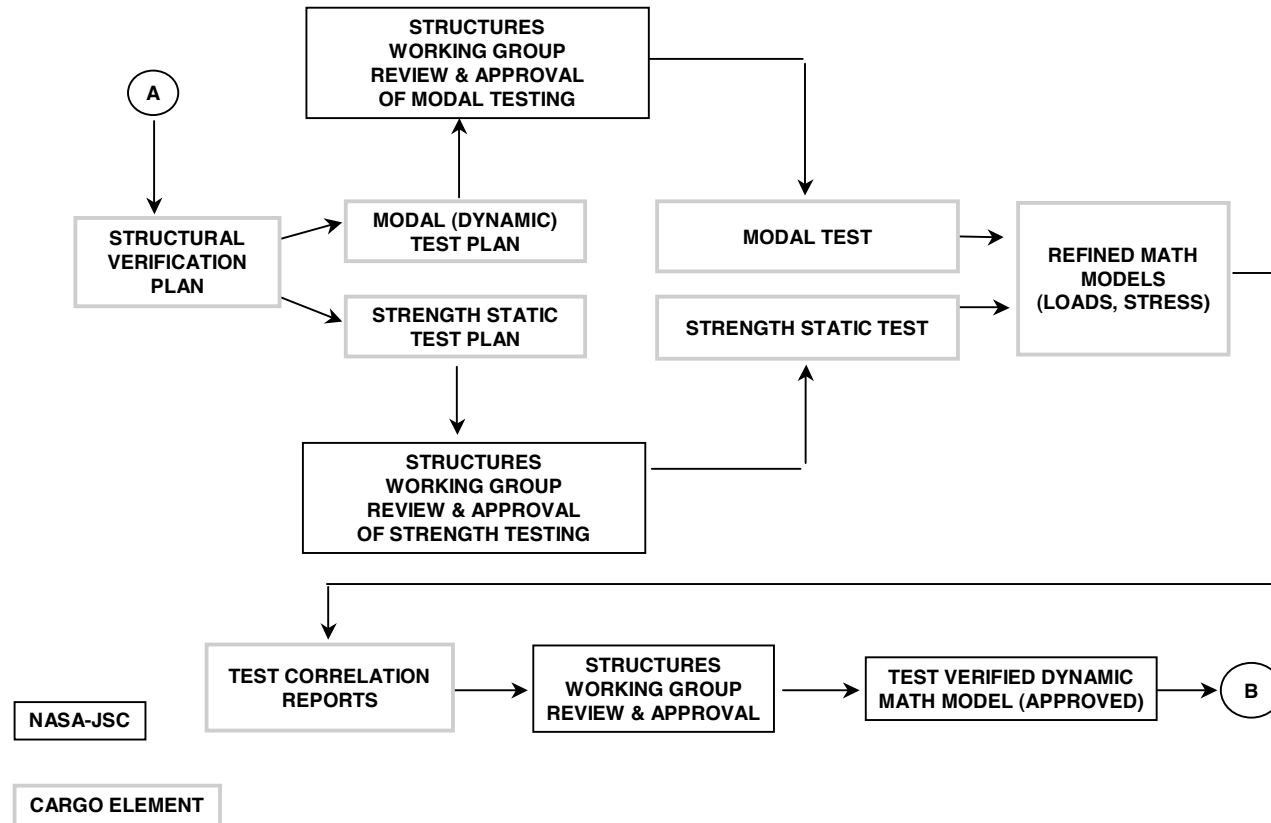 STRUCTURES
WORKING GROUP
REVIEW & APPROVAL
OF MODAL TESTING
A
STRUCTURAL
VERIFICATION
PLAN
MODAL (DYNAMIC)
TEST PLAN
STRENGTH STATIC
TEST PLAN
MODAL TEST
STRENGTH STATIC TEST
REFINED MATH
MODELS
(LOADS, STRESS)
STRUCTURES
WORKING GROUP
REVIEW & APPROVAL
OF STRENGTH TESTING
TEST CORRELATION
REPORTS
STRUCTURES
WORKING GROUP
REVIEW & APPROVAL
TEST VERIFIED DYNAMIC
MATH MODEL (APPROVED)
B
NASA-JSC
CARGO ELEMENT